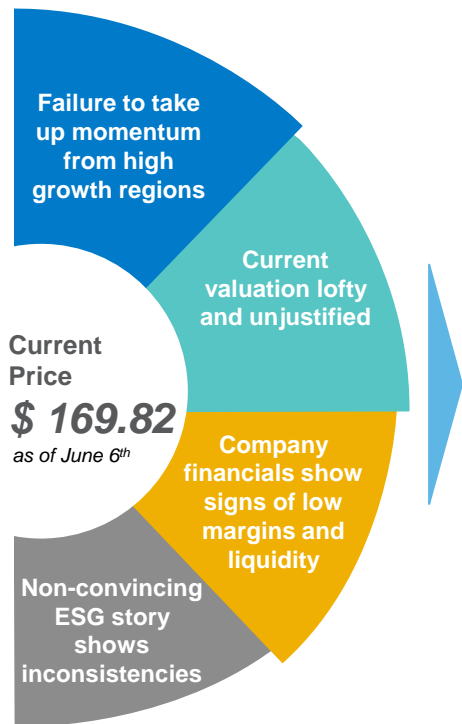 Failure to take
up momentum
from high
growth regions
Current
valuation lofty
and unjustified
Current
Price
$ 169.82
as of June 6th
Company
financials show
signs of low
margins and
liquidity
Non-convincing
ESG story
shows
inconsistencies